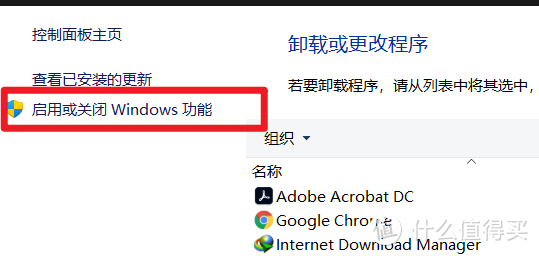 控制面板主页
查看已安装的更新
启用或关闭 Windows 功能
卸载或更改程序
若要卸载程序，请从列表中将其选中，
组织
名称
Adobe Acrobat DC
Google Chrome
Internet Download Manager
值 什么值得买